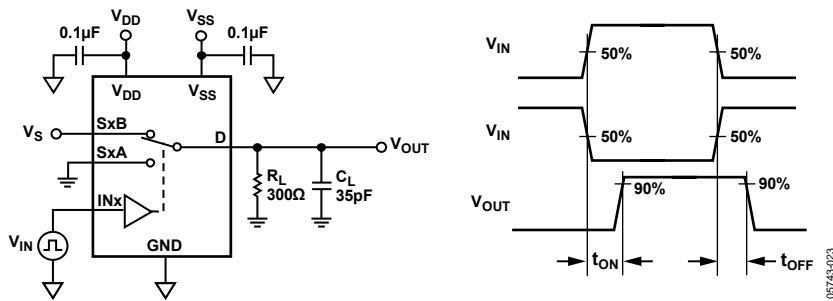 VDD
VSS
0.1µF
0.1µF
VDD
VSS
VS
SxB
D
VOUT
SxA
RL
300Ω
CL
35pF
INx
VIN
GND
VIN
50%
50%
VIN
50%
50%
VOUT
90%
90%
tON
tOFF
05743-023